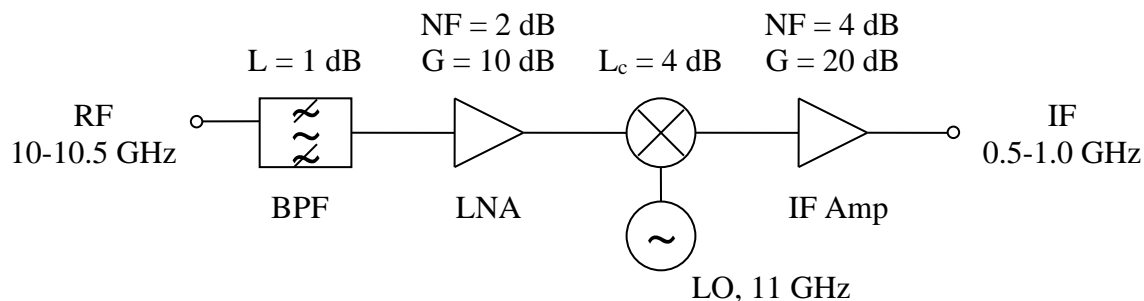 NF = 2 dB
NF = 4 dB
L = 1 dB
G = 10 dB
Lc = 4 dB
G = 20 dB
RF
10-10.5 GHz
IF
0.5-1.0 GHz
BPF
LNA
IF Amp
LO, 11 GHz